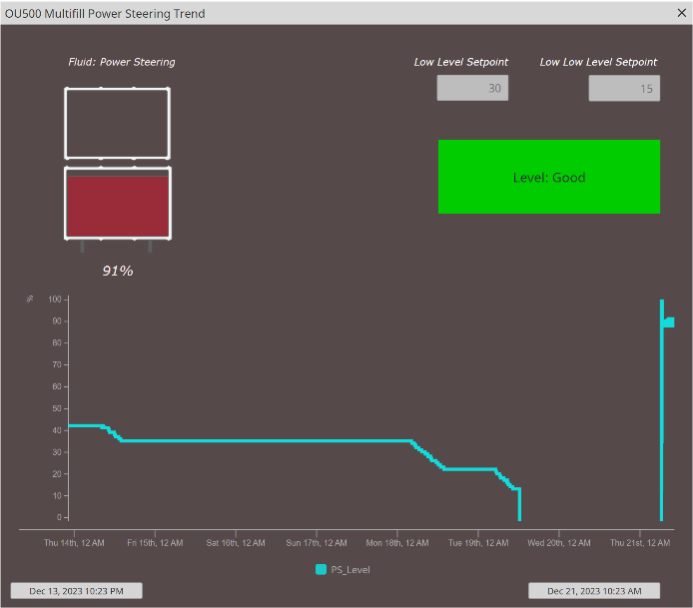 OU500 Multifill Power Steering Trend
Fluid: Power Steering
Low Level Setpoint
Low Low Level Setpoint
30
15
Level: Good
91%
%
100
90
80
70
60
50
40
30
20
10
0
Thu 14th, 12 AM
Fri 15th, 12 AM
Sat 16th, 12 AM
Sun 17th, 12 AM
Mon 18th, 12 AM
Tue 19th, 12 AM
Wed 20th, 12 AM
Thu 21st, 12 AM
PS_Level
Dec 13, 2023 10:23 PM
Dec 21, 2023 10:23 AM